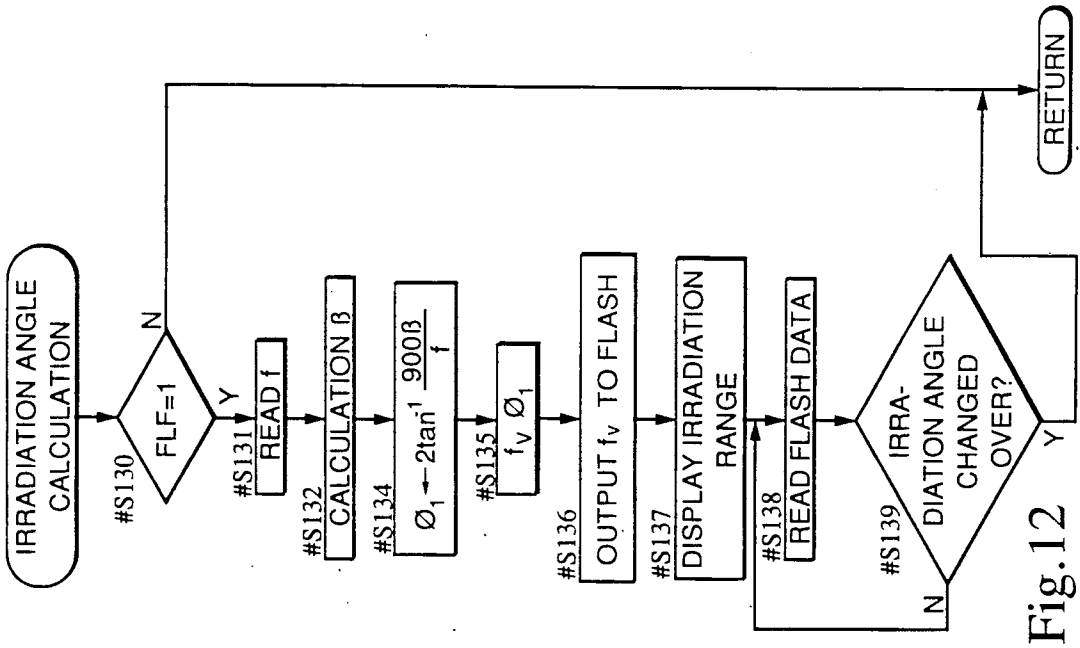 IRRADIATION ANGLE
CALCULATION
#S130
FLF=1
N
Y
#S131
READ f
#S132
CALCULATION β
#S134
Ø1 ← 2tan-1 900β
f
#S135
fv Ø1
#S136
OUTPUT fv TO FLASH
#S137
DISPLAY IRRADIATION
RANGE
#S138
READ FLASH DATA
#S139
IRRA-
DIATION ANGLE
CHANGED
OVER?
N
Y
RETURN
Fig.12